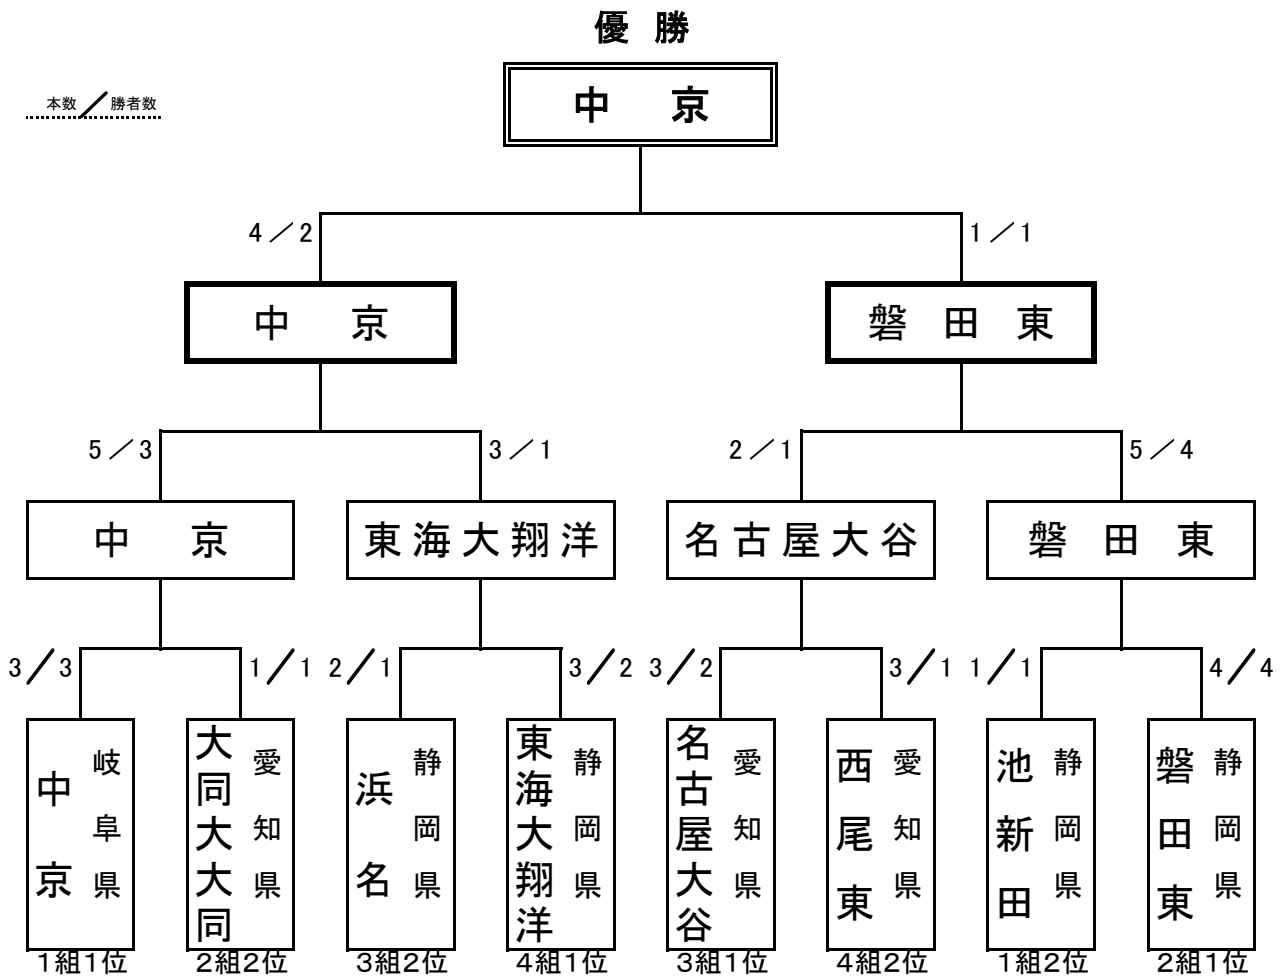 優勝
本数／勝者数
中京
4／2
1／1
中京
磐田東
5／3
3／1
2／1
5／4
中京
東海大翔洋
名古屋大谷
磐田東
3／3
1／1
2／1
3／2
3／2
3／1
1／1
4／4
岐阜県
中京
愛知県
大同大大同
静岡県
浜名
静岡県
東海大翔洋
愛知県
名古屋大谷
愛知県
西尾東
静岡県
池新田
静岡県
磐田東
1組1位
2組2位
3組2位
4組1位
3組1位
4組2位
1組2位
2組1位